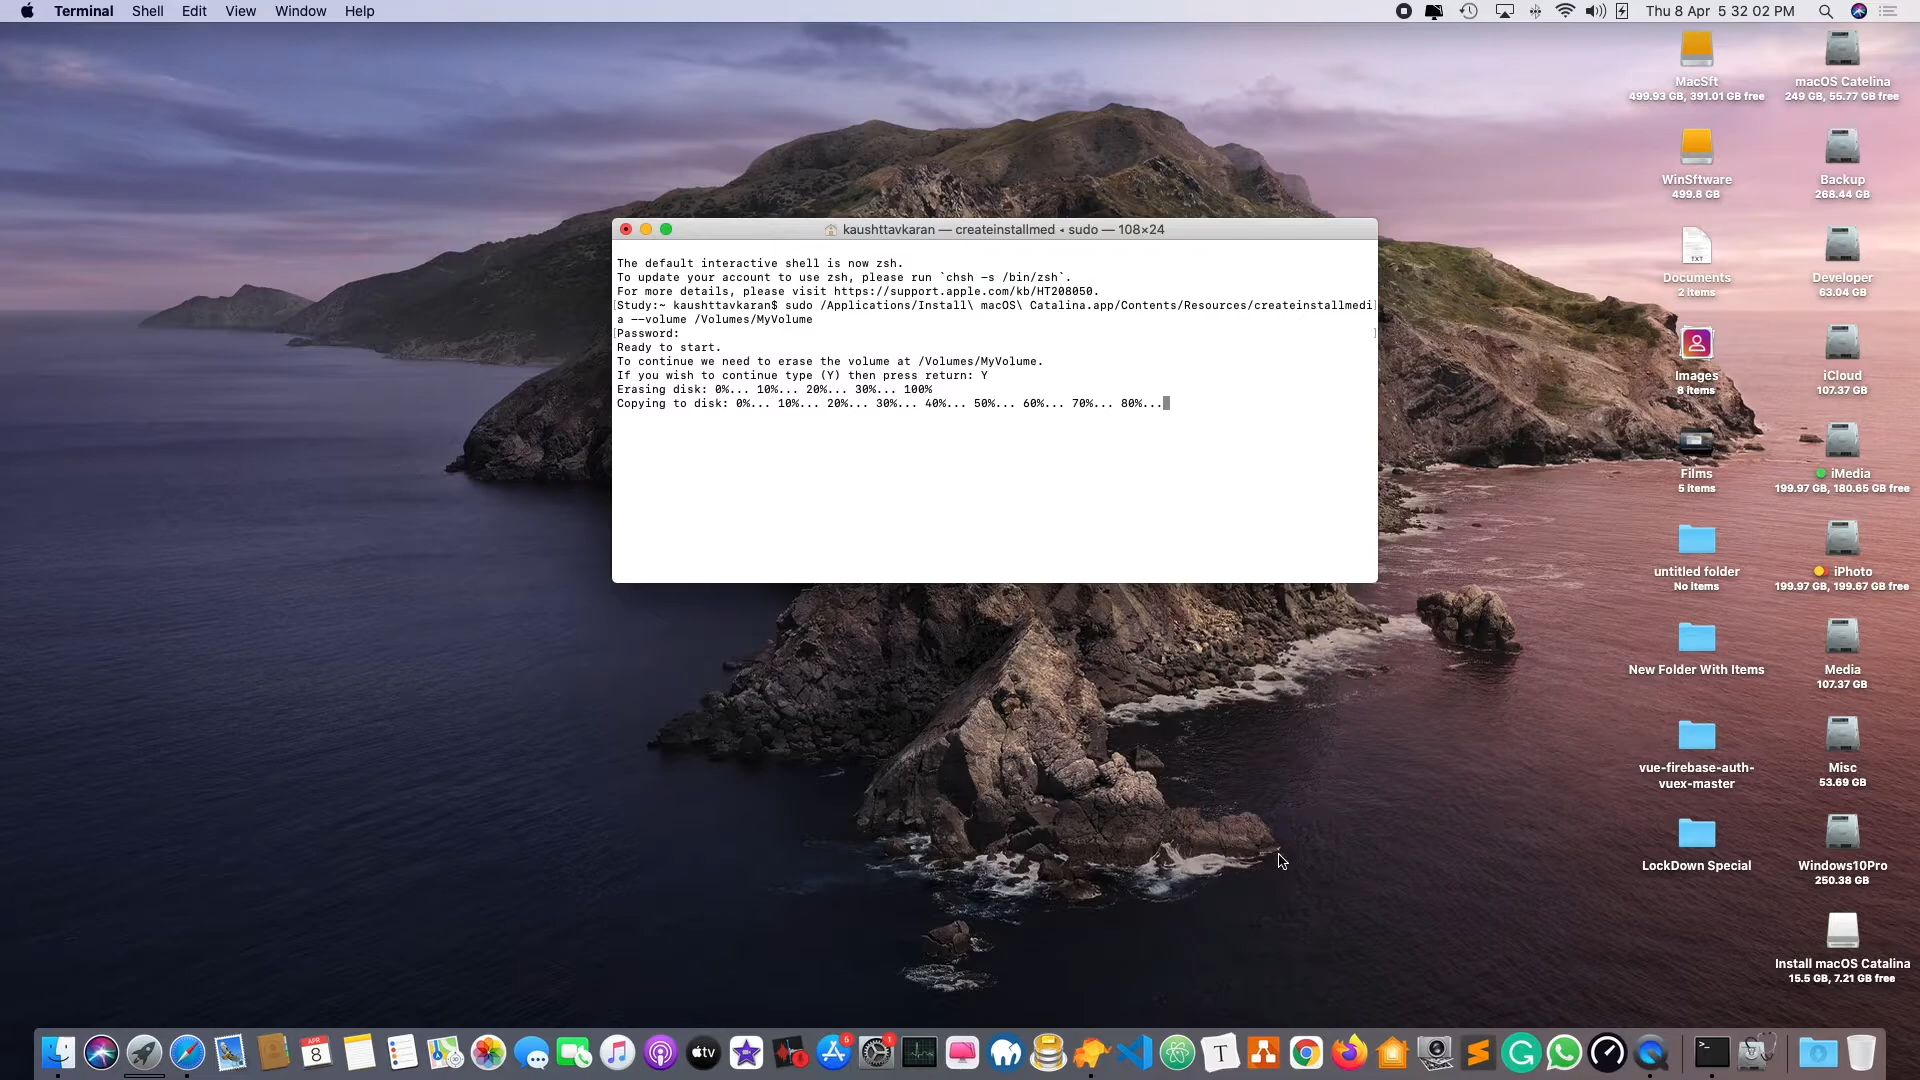 Terminal Shell Edit View Window Help
Thu 8 Apr 5 32 02 PM
kaushttavkaran — createinstallmed ◂ sudo — 108×24
The default interactive shell is now zsh.
To update your account to use zsh, please run `chsh -s /bin/zsh`.
For more details, please visit https://support.apple.com/kb/HT208050.
[Study:~ kaushttavkaran$ sudo /Applications/Install\ macOS\ Catalina.app/Contents/Resources/createinstallmedi]
a --volume /Volumes/MyVolume
[Password: ]
Ready to start.
To continue we need to erase the volume at /Volumes/MyVolume.
If you wish to continue type (Y) then press return: Y
Erasing disk: 0%... 10%... 20%... 30%... 100%
Copying to disk: 0%... 10%... 20%... 30%... 40%... 50%... 60%... 70%... 80%...
MacSft
499.93 GB, 391.01 GB free
WinSftware
499.8 GB
TXT
Documents
2 items
Images
8 items
Films
5 items
untitled folder
No items
New Folder With Items
vue-firebase-auth-
vuex-master
LockDown Special
macOS Catelina
249 GB, 55.77 GB free
Backup
268.44 GB
Developer
63.04 GB
iCloud
107.37 GB
iMedia
199.97 GB, 180.65 GB free
iPhoto
199.97 GB, 199.67 GB free
Media
107.37 GB
Misc
53.69 GB
Windows10Pro
250.38 GB
Install macOS Catalina
15.5 GB, 7.21 GB free
APR
8
tv
6
1
T